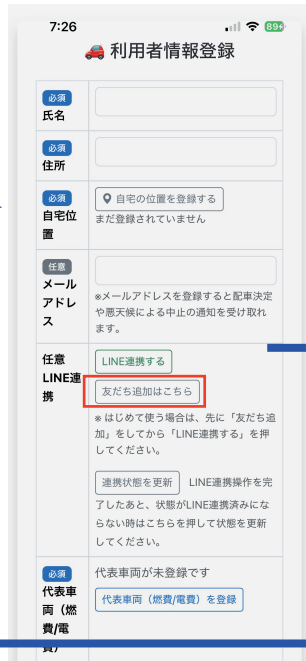 7:26
89
🚗 利用者情報登録
必須
氏名
必須
住所
必須
自宅位
置
自宅の位置を登録する
まだ登録されていません
任意
メール
アドレ
ス
※メールアドレスを登録すると配車決定
や悪天候による中止の通知を受け取れ
ます。
任意
LINE連
携
LINE連携する
友だち追加はこちら
※ はじめて使う場合は、先に「友だち追
加」をしてから「LINE連携する」を押
してください。
連携状態を更新 LINE連携操作を完
了したあと、状態がLINE連携済みにな
らない時はこちらを押して状態を更新
してください。
必須
代表車
両（燃
費/電
費）
代表車両が未登録です
代表車両（燃費/電費）を登録